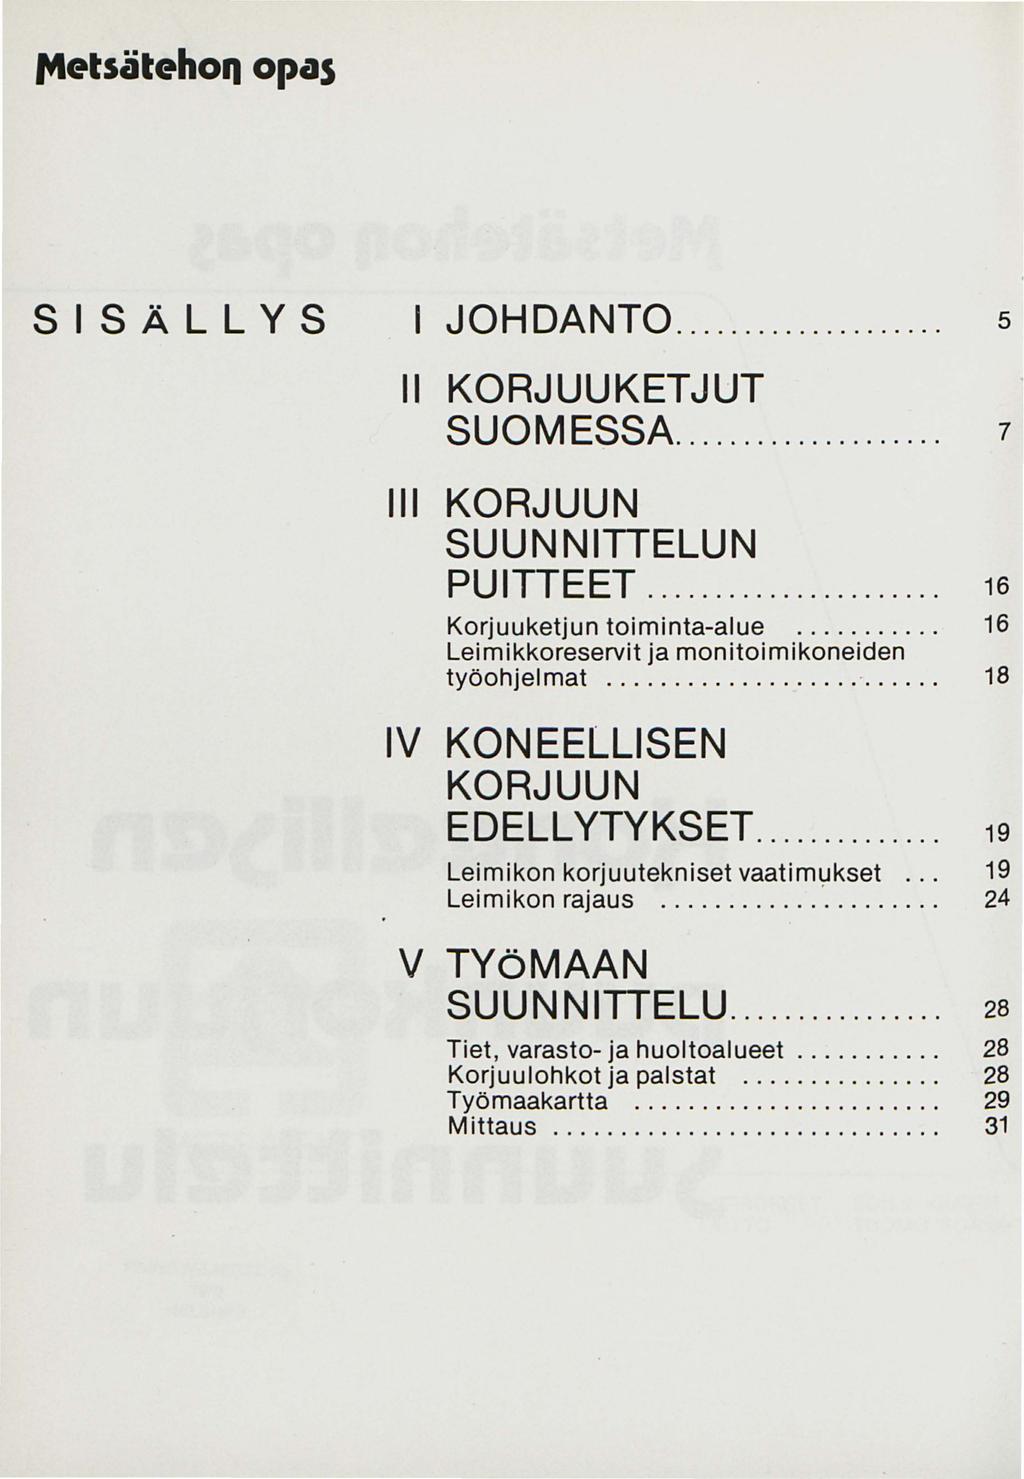 Metsätehon opas
SISÄLLYS
I JOHDANTO.................... 5
II KORJUUKETJUT
SUOMESSA.................... 7
III KORJUUN
SUUNNITTELUN
PUITTEET ...................... 16
Korjuuketjun toiminta-alue ........... 16
Leimikkoreservit ja monitoimikoneiden
työohjelmat ......................... 18
IV KONEELLISEN
KORJUUN
EDELLYTYKSET.............. 19
Leimikon korjuutekniset vaatimukset ... 19
Leimikon rajaus ..................... 24
V TYÖMAAN
SUUNNITTELU................ 28
Tiet, varasto- ja huoltoalueet ........... 28
Korjuulohkot ja palstat ............... 28
Työmaakartta ....................... 29
Mittaus ............................. 31